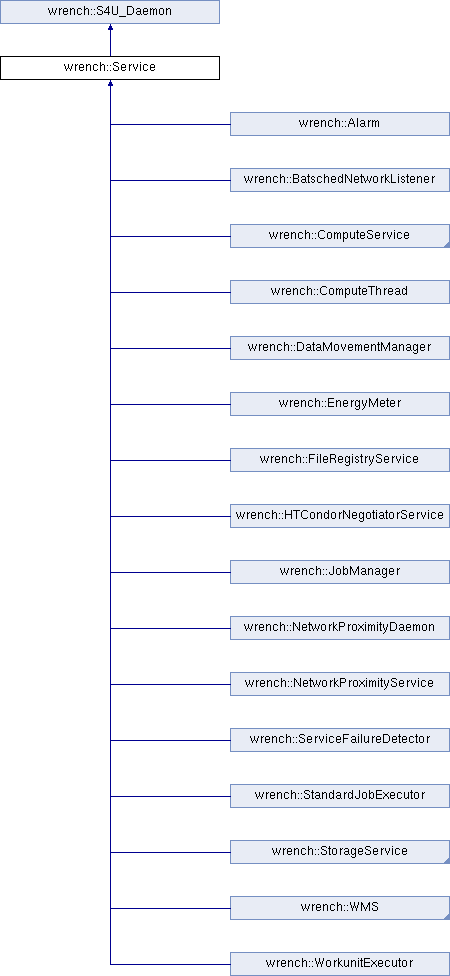 wrench::S4U_Daemon
wrench::Service
wrench::Alarm
wrench::BatschedNetworkListener
wrench::ComputeService
wrench::ComputeThread
wrench::DataMovementManager
wrench::EnergyMeter
wrench::FileRegistryService
wrench::HTCondorNegotiatorService
wrench::JobManager
wrench::NetworkProximityDaemon
wrench::NetworkProximityService
wrench::ServiceFailureDetector
wrench::StandardJobExecutor
wrench::StorageService
wrench::WMS
wrench::WorkunitExecutor